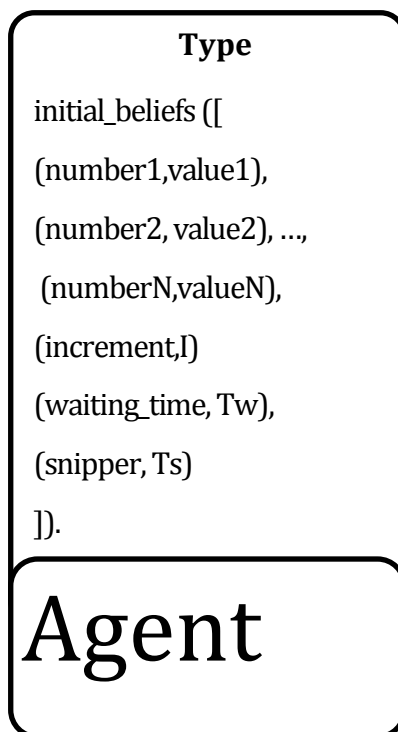 Type
initial_beliefs ([
(number1,value1),
(number2, value2), ...,
(numberN,valueN),
(increment,I)
(waiting_time, Tw),
(snipper, Ts)
]).
Agent